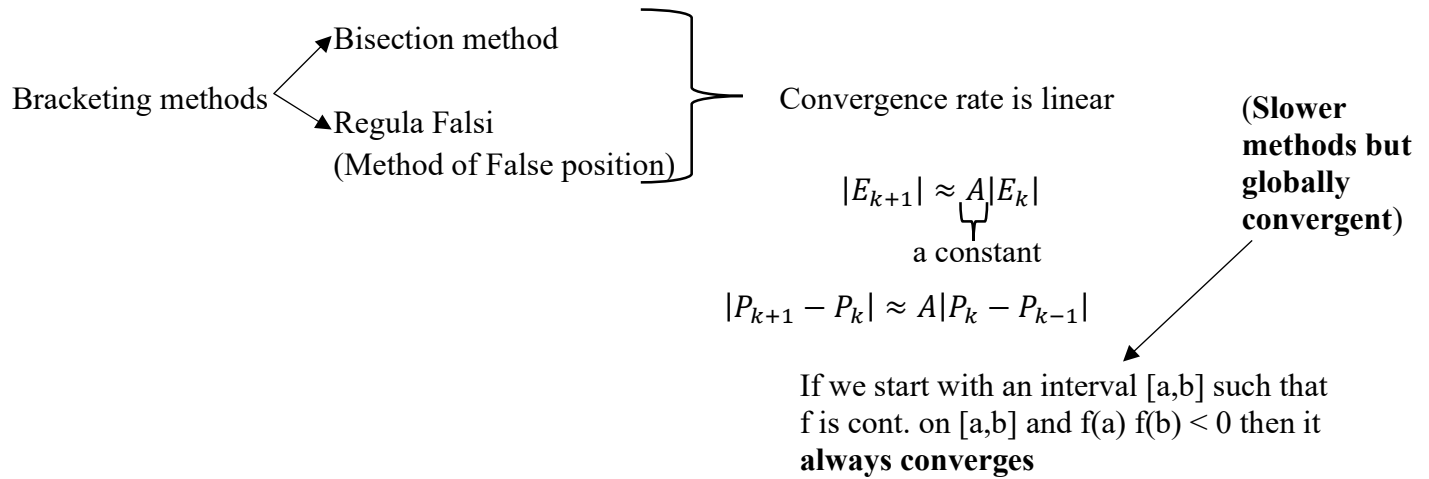 Bracketing methods
Bisection method
Regula Falsi
(Method of False position)
Convergence rate is linear
|E_{k+1}| ≈ A|E_k|
a constant
|P_{k+1} − P_k| ≈ A|P_k − P_{k−1}|
(Slower
methods but
globally
convergent)
If we start with an interval [a,b] such that
f is cont. on [a,b] and f(a) f(b) < 0 then it
always converges